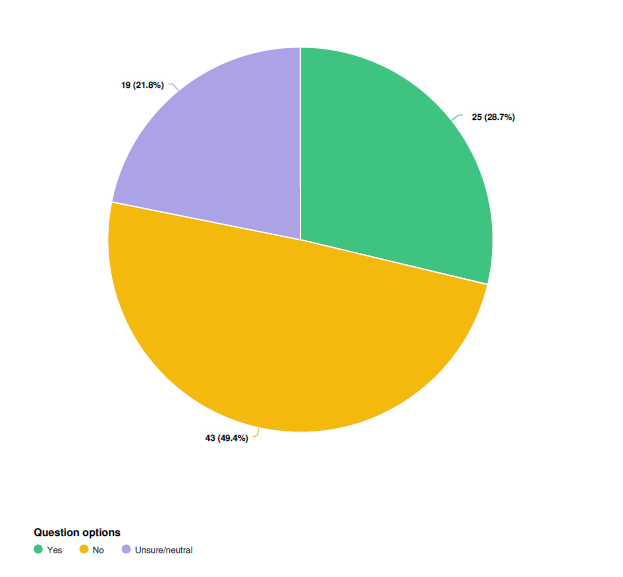 19 (21.8%)
25 (28.7%)
43 (49.4%)
Question options
Yes No Unsure/neutral